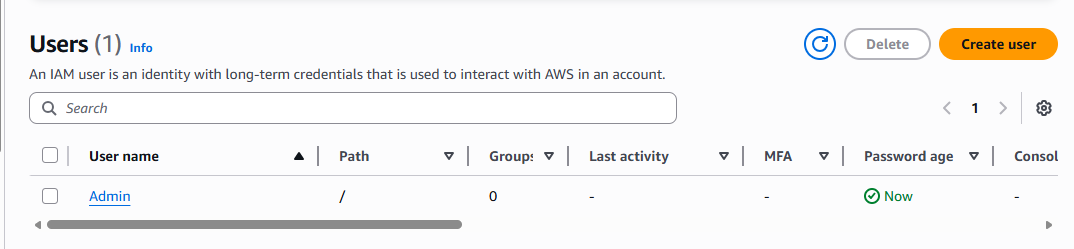 Users (1) Info
Delete
Create user
An IAM user is an identity with long-term credentials that is used to interact with AWS in an account.
Search
1
User name Path Groups Last activity MFA Password age Consol
Admin / 0 - - Now -